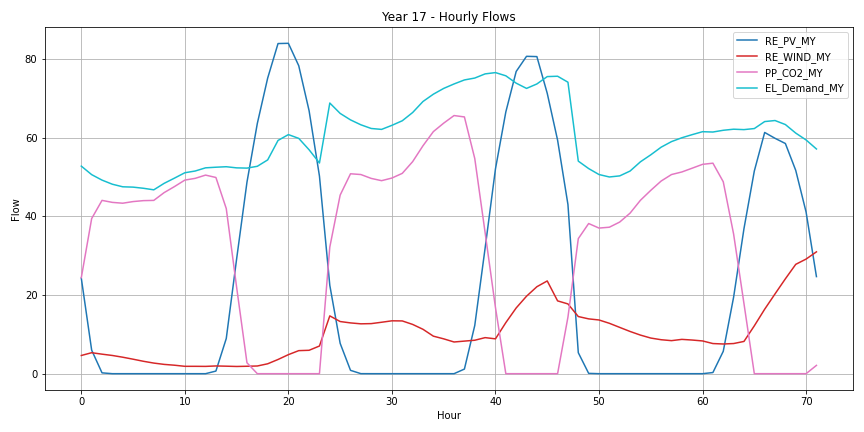 Year 17 - Hourly Flows
RE_PV_MY
RE_WIND_MY
PP_CO2_MY
EL_Demand_MY
80
60
40
20
0
Flow
0 10 20 30 40 50 60 70
Hour